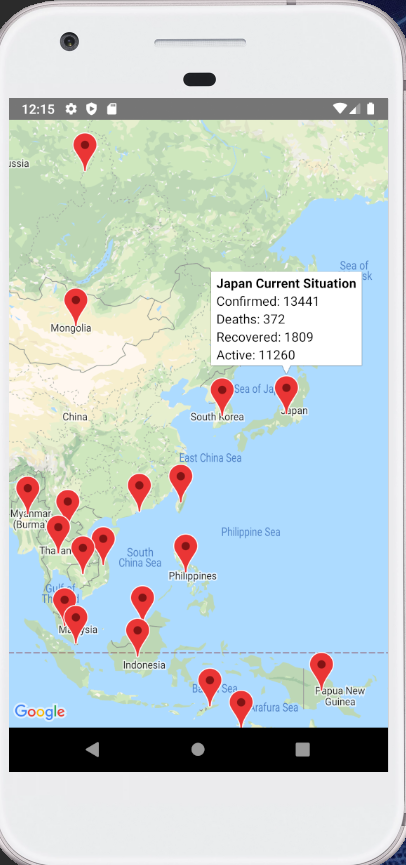 12:15
ussia
Sea of
sk
Japan Current Situation
Confirmed: 13441
Deaths: 372
Recovered: 1809
Active: 11260
Mongolia
China
South Korea
Sea of Ja
Japan
East China Sea
Myanmar
(Burma)
Tha
an
South
China Sea
Philippine Sea
Philippines
Gulf of
Th
d
M
ysia
Indonesia
B
Sea
Arafura Sea
Papua New
Guinea
Google